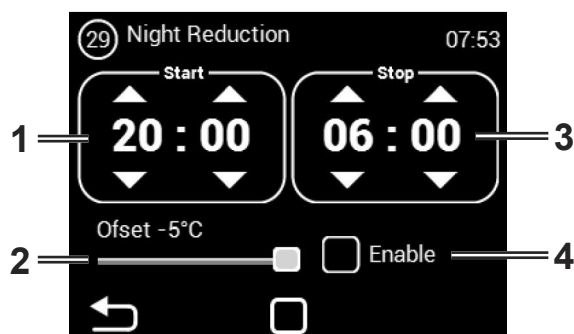 29 Night Reduction 07:53
Start Stop
1 20 : 00 06 : 00 3
Ofset -5°C
2 Enable 4